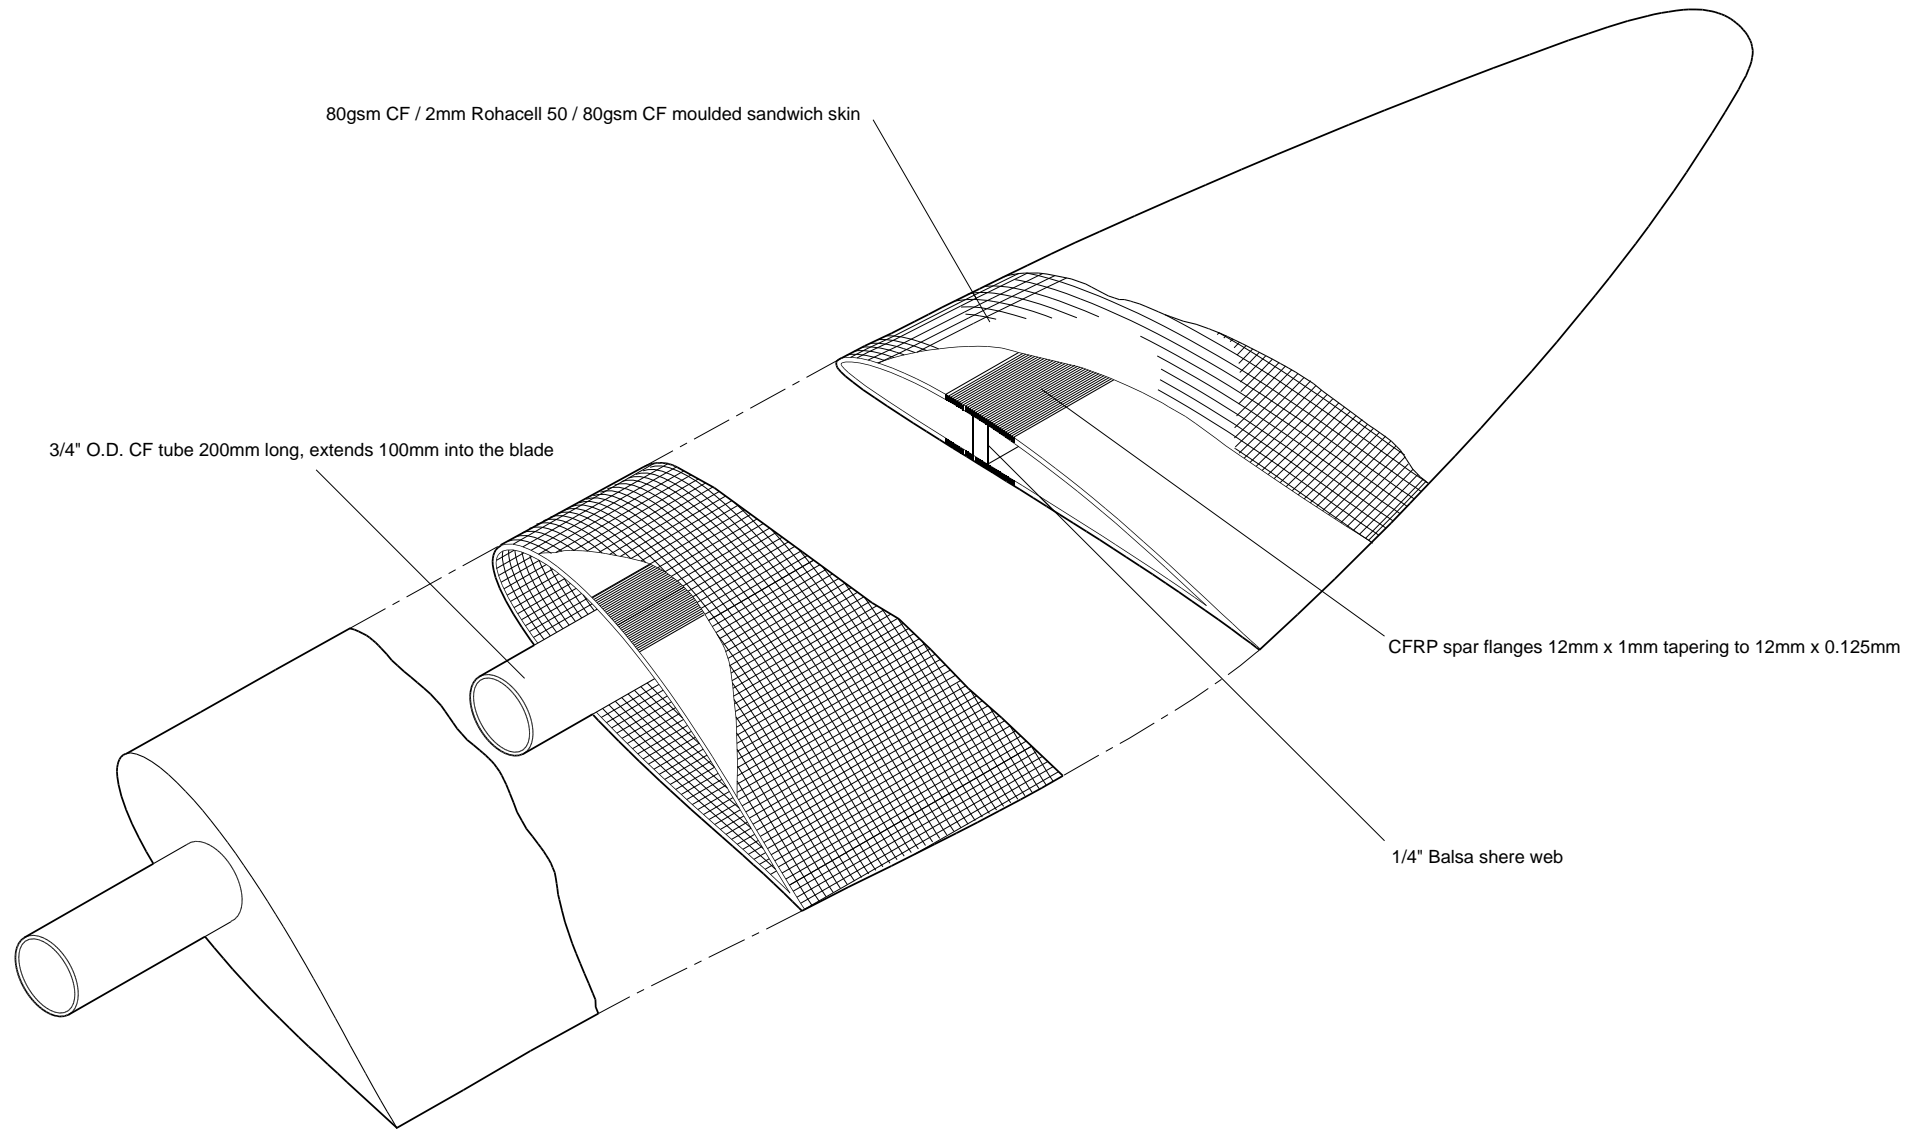 80gsm CF / 2mm Rohacell 50 / 80gsm CF moulded sandwich skin
3/4" O.D. CF tube 200mm long, extends 100mm into the blade
CFRP spar flanges 12mm x 1mm tapering to 12mm x 0.125mm
1/4" Balsa shere web